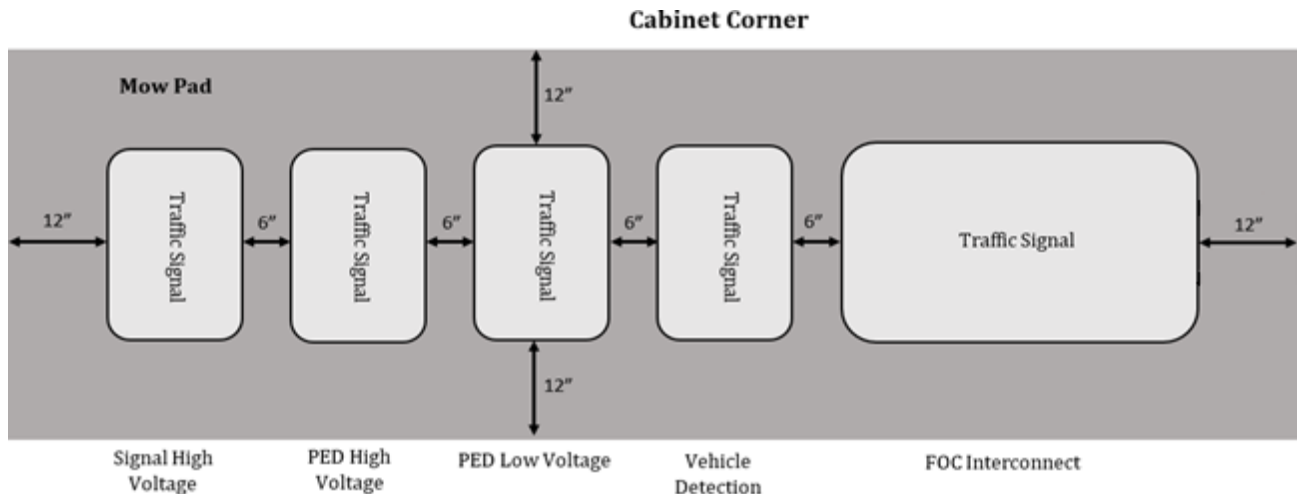 Cabinet Corner
Mow Pad
12"
12"
Traffic Signal
6"
Traffic Signal
6"
Traffic Signal
6"
Traffic Signal
6"
Traffic Signal
12"
12"
Signal High
Voltage
PED High
Voltage
PED Low Voltage
Vehicle
Detection
FOC Interconnect